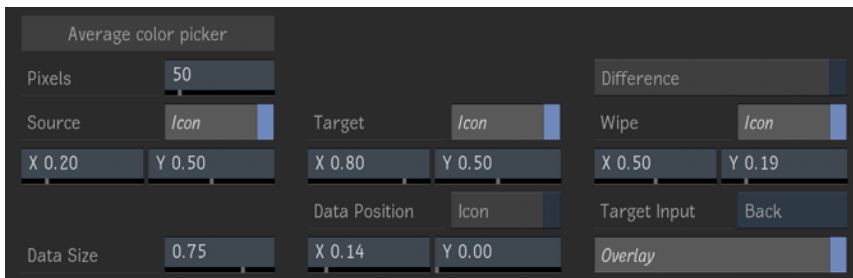 Average color picker
Pixels 50 Difference
Source Icon Target Icon Wipe Icon
X 0.20 Y 0.50 X 0.80 Y 0.50 X 0.50 Y 0.19
Data Position Icon Target Input Back
Data Size 0.75 X 0.14 Y 0.00 Overlay